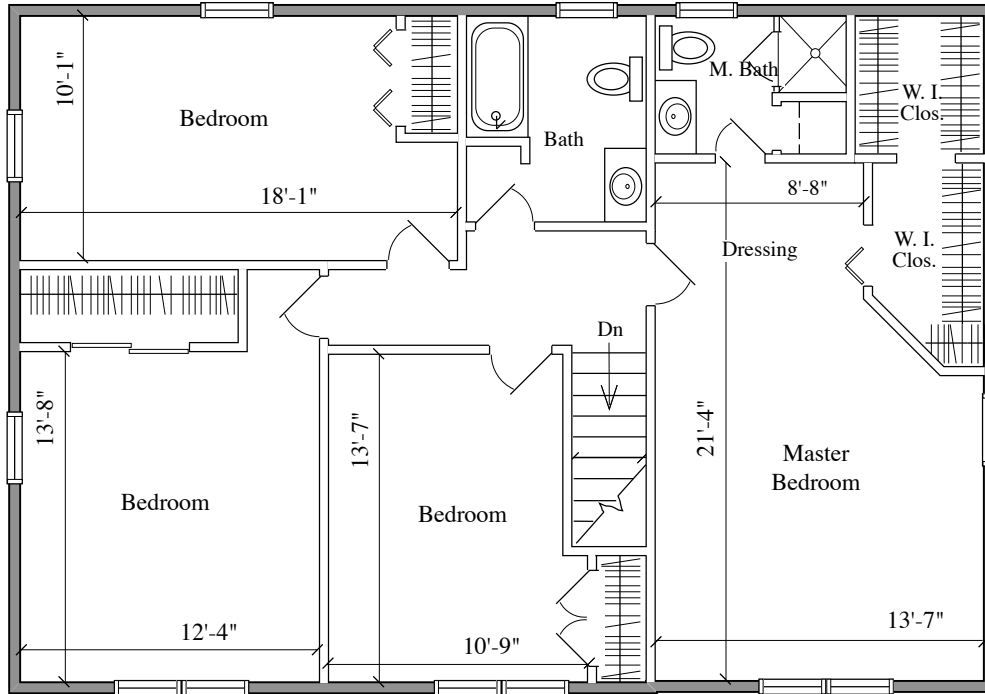 10'-1"
Bedroom
18'-1"
Bath
M. Bath
W. I.
Clos.
8'-8"
Dressing
W. I.
Clos.
Dn
13'-8"
Bedroom
12'-4"
13'-7"
Bedroom
10'-9"
21'-4"
Master
Bedroom
13'-7"